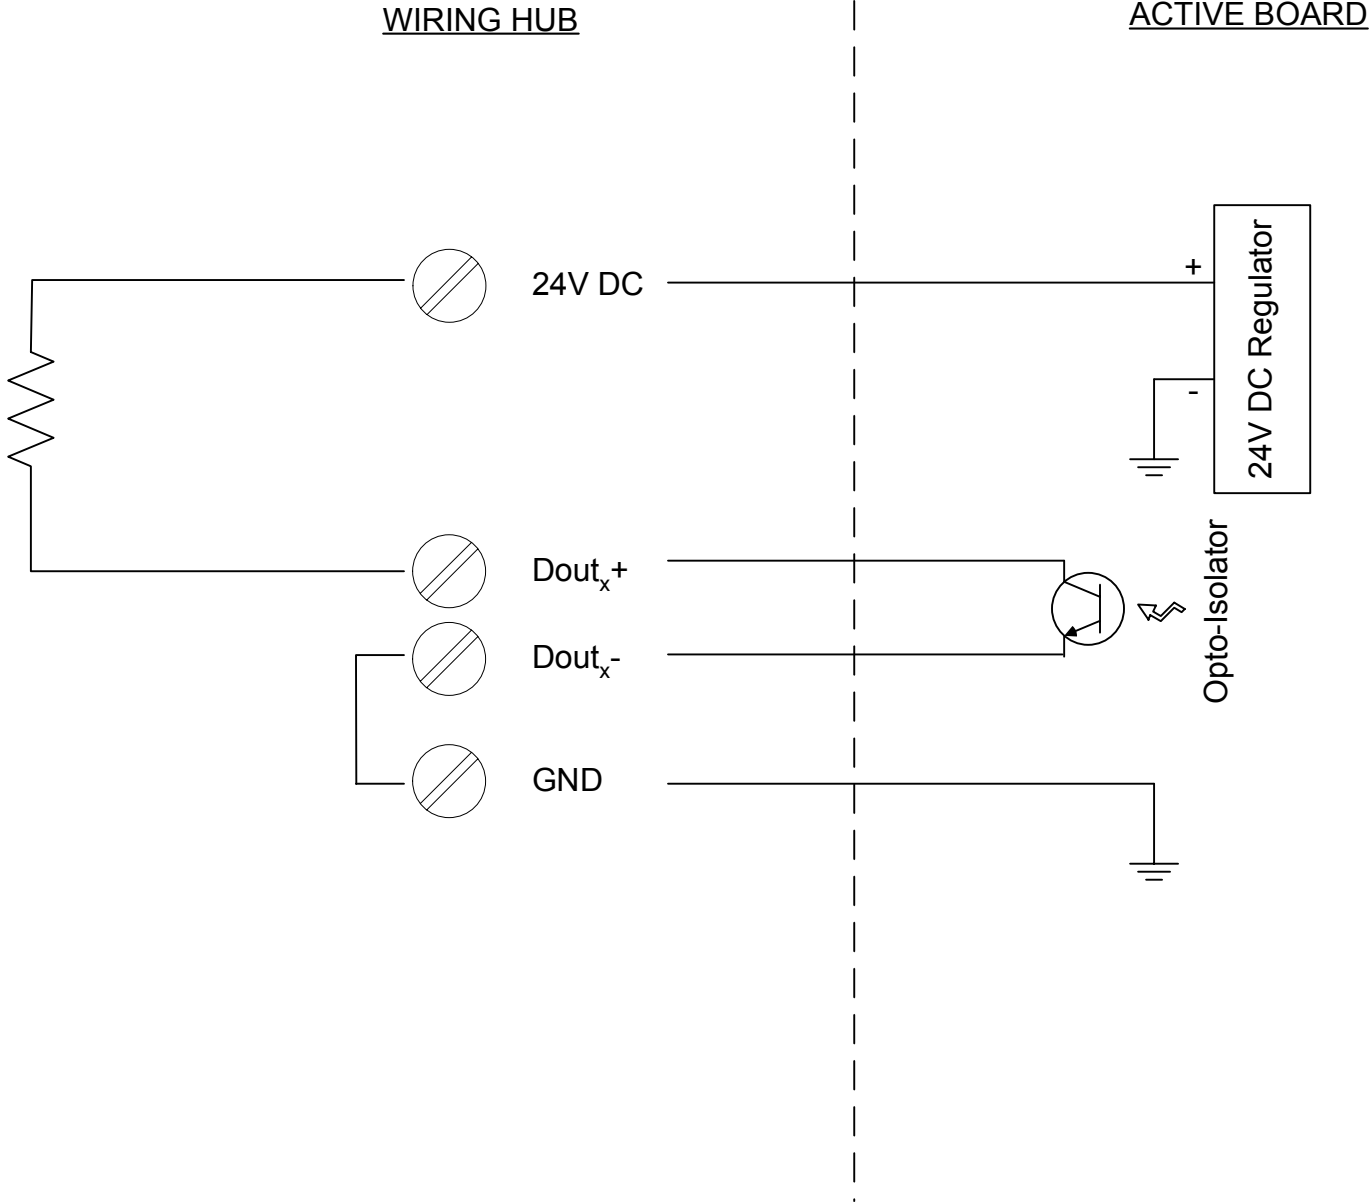 WIRING HUB
ACTIVE BOARD
24V DC
+
-
24V DC Regulator
Doutx+
Doutx-
Opto-Isolator
GND